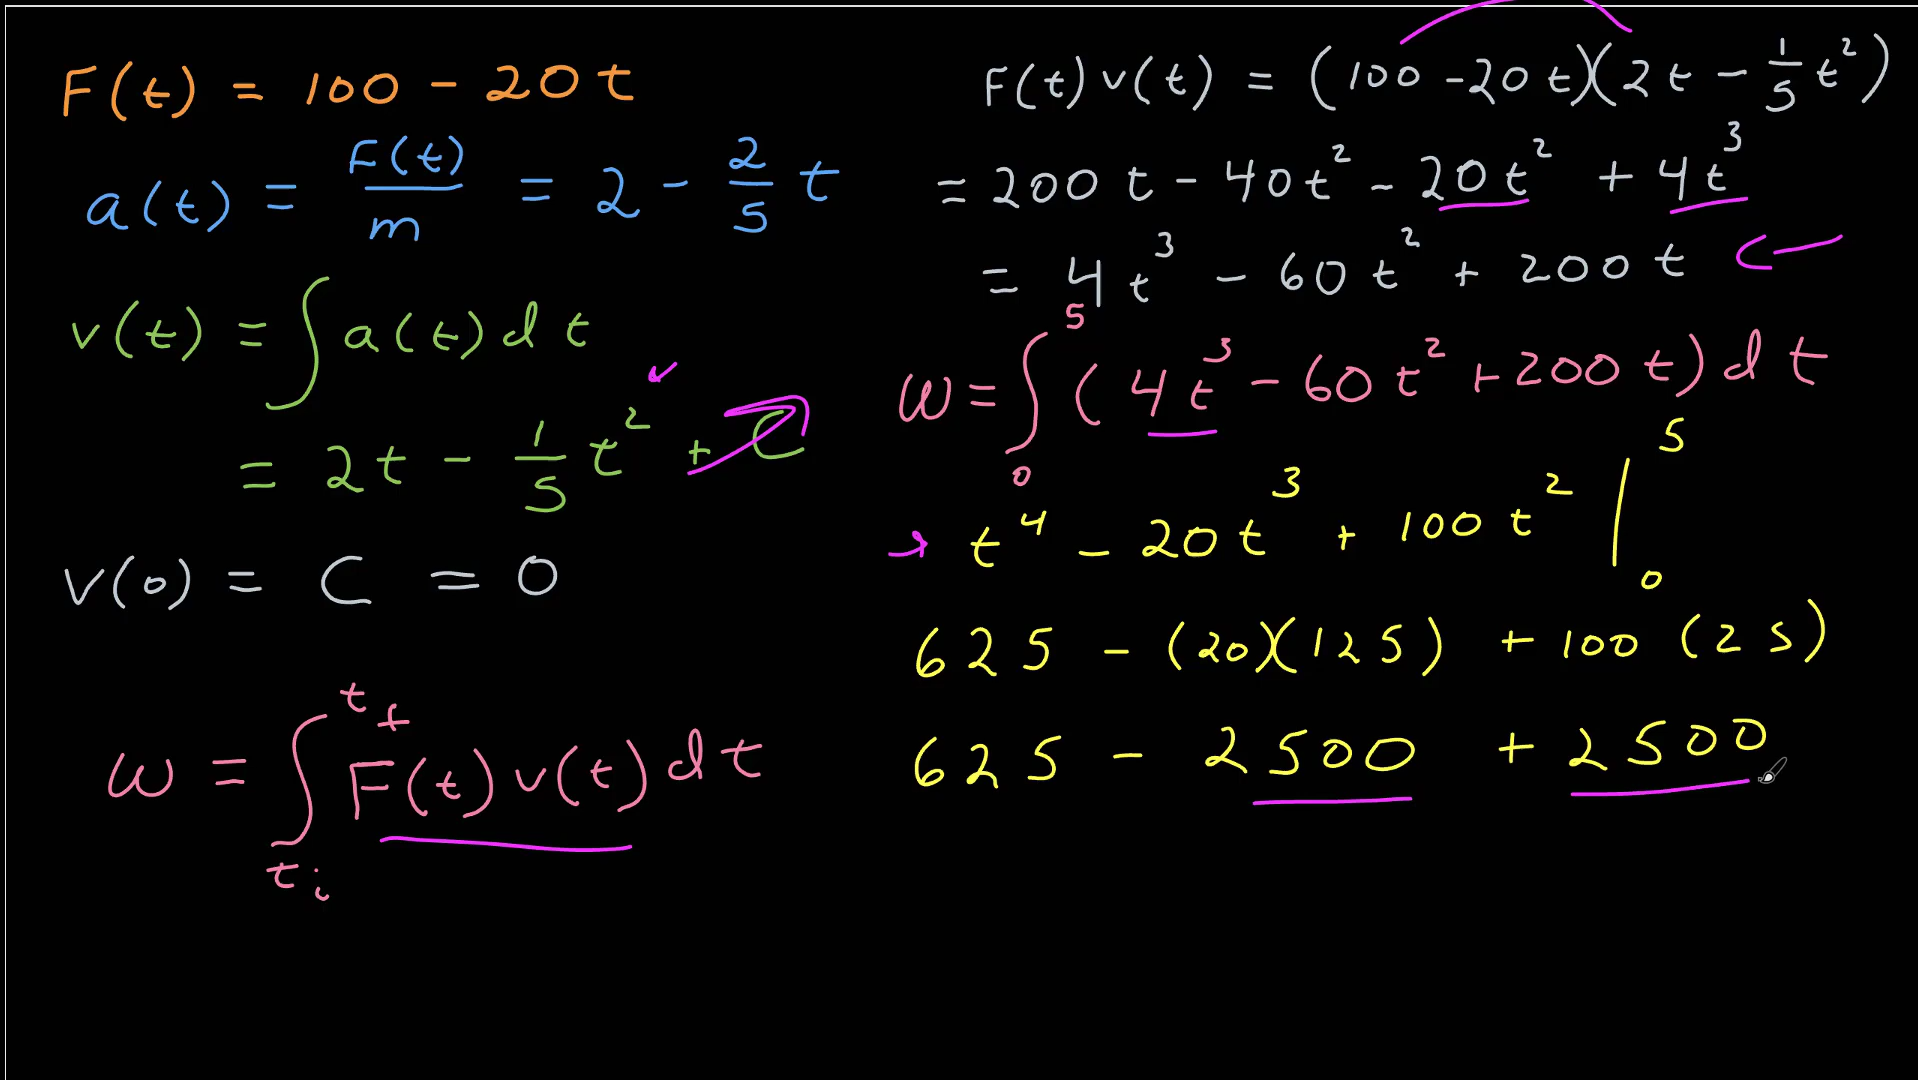 F(t) = 100 - 20t
a(t) = F(t)/m = 2 - 2/5 t
v(t) = ∫ a(t) dt
= 2t - 1/5 t² + C
v(0) = C = 0
W = ∫_{t_i}^{t_f} F(t) v(t) dt
F(t) v(t) = (100 - 20t)(2t - 1/5 t²)
= 200t - 40t² - 20t² + 4t³
= 4t³ - 60t² + 200t
W = ∫_0^5 (4t³ - 60t² + 200t) dt
t⁴ - 20t³ + 100t² |_0^5
625 - (20)(125) + 100(25)
625 - 2500 + 2500